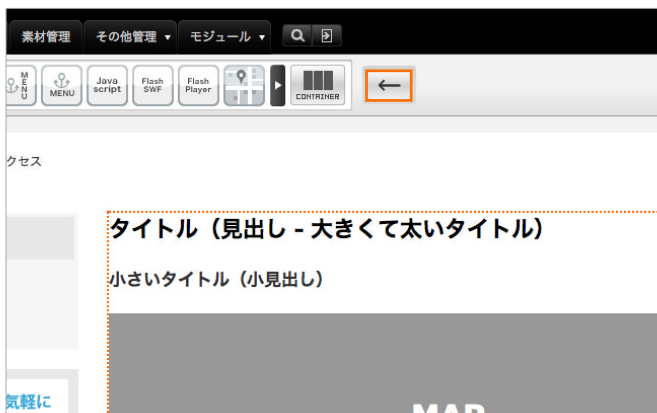 素材管理 その他管理 ▼ モジュール ▼
MENU MENU Java script Flash SWF Flash Player CONTAINER ←
クセス
タイトル（見出し - 大きくて太いタイトル）
小さいタイトル（小見出し）
気軽に
MAP